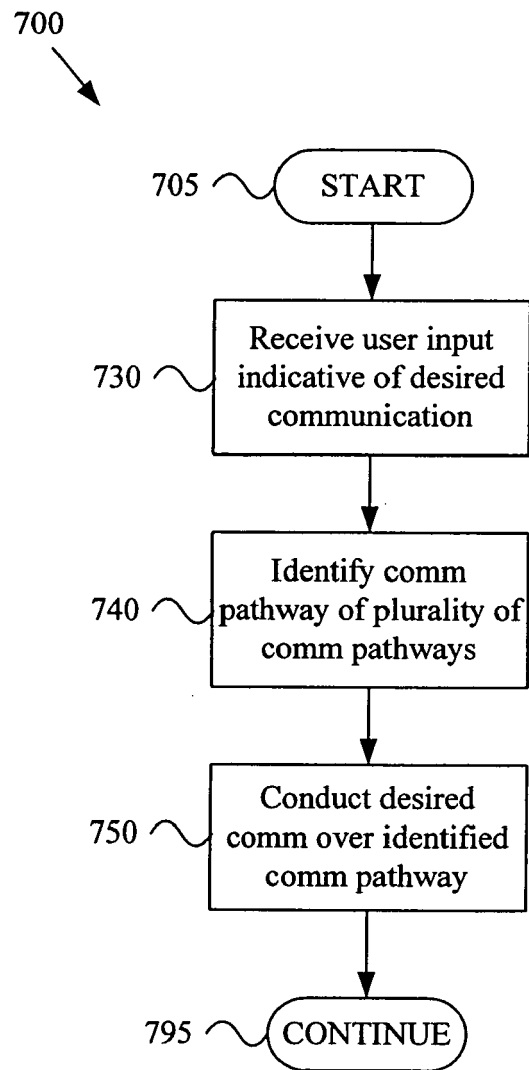 700
705
START
730
Receive user input
indicative of desired
communication
740
Identify comm
pathway of plurality of
comm pathways
750
Conduct desired
comm over identified
comm pathway
795
CONTINUE